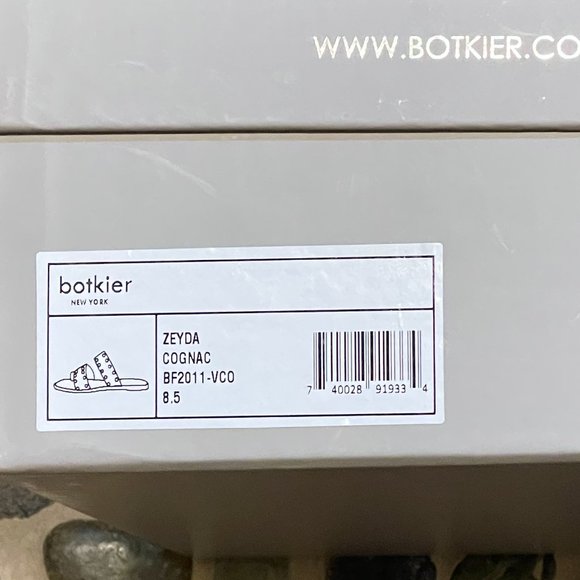 WWW.BOTKIER.CO
botkier
NEW YORK
ZEYDA
COGNAC
BF2011-VCO
8.5
7 40028 91933 4